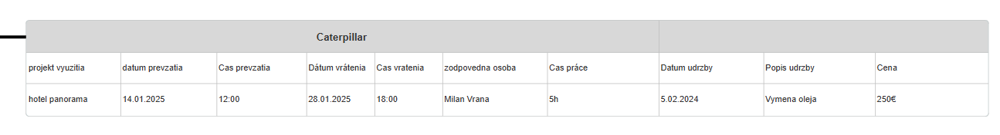 Caterpillar
projekt vyuzitia datum prevzatia Cas prevzatia Dátum vrátenia Cas vratenia zodpovedna osoba Cas práce Datum udrzby Popis udrzby Cena
hotel panorama 14.01.2025 12:00 28.01.2025 18:00 Milan Vrana 5h 5.02.2024 Vymena oleja 250€